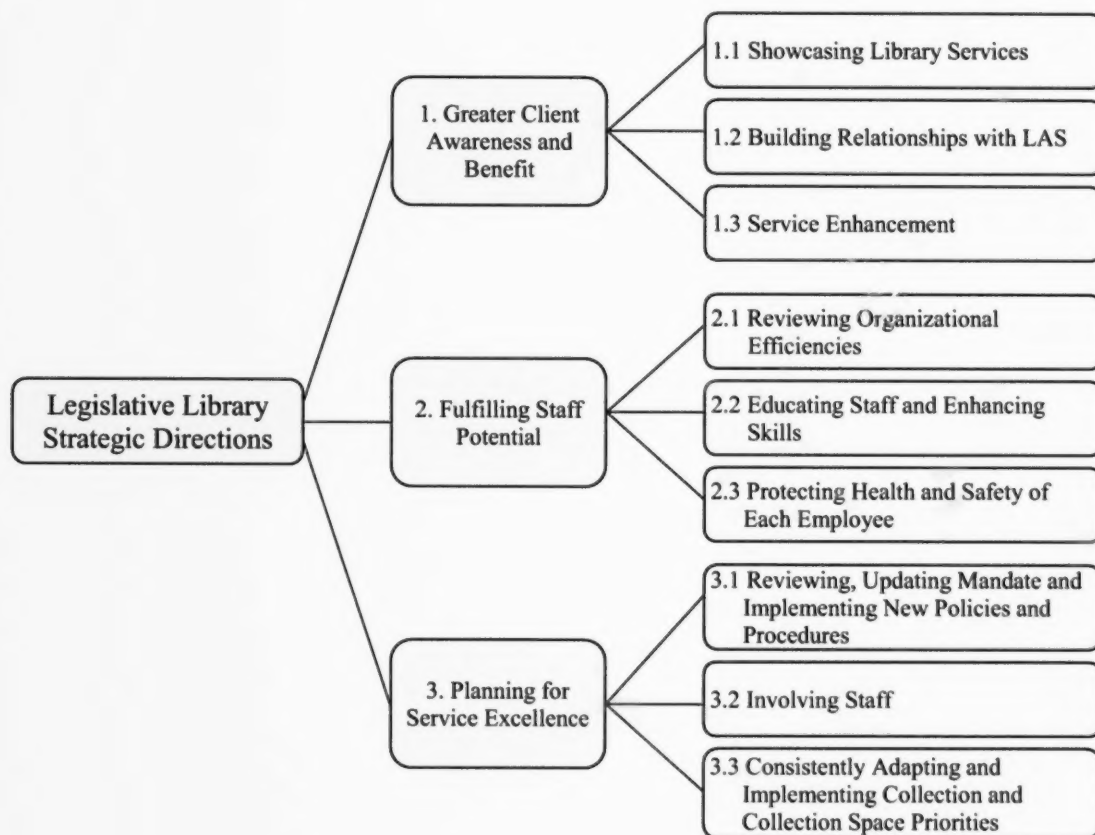 Legislative Library
Strategic Directions
1. Greater Client
Awareness and
Benefit
1.1 Showcasing Library Services
1.2 Building Relationships with LAS
1.3 Service Enhancement
2. Fulfilling Staff
Potential
2.1 Reviewing Organizational
Efficiencies
2.2 Educating Staff and Enhancing
Skills
2.3 Protecting Health and Safety of
Each Employee
3. Planning for
Service Excellence
3.1 Reviewing, Updating Mandate and
Implementing New Policies and
Procedures
3.2 Involving Staff
3.3 Consistently Adapting and
Implementing Collection and
Collection Space Priorities